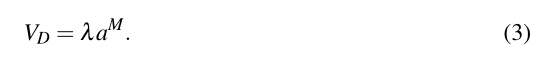 V_D = λa^M. (3)